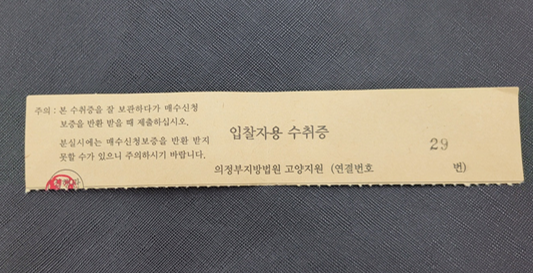 주의 : 본 수취증을 잘 보관하다가 매수신청
보증을 반환 받을 때 제출하십시오.
분실시에는 매수신청보증을 반환 받지
못할 수가 있으니 주의하시기 바랍니다.
입찰자용 수취증
29
의정부지방법원 고양지원 (연결번호 번)